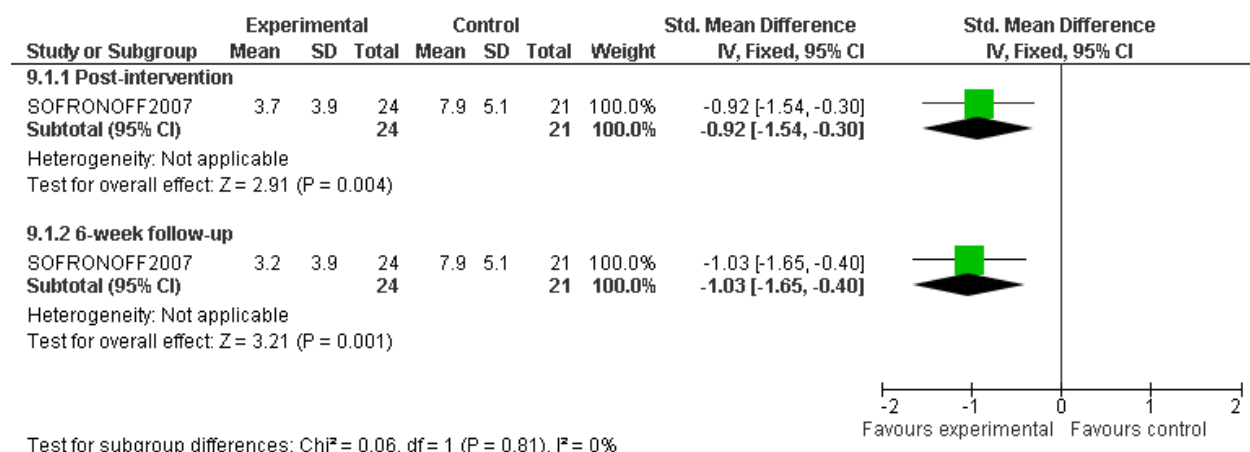 Experimental Control Std. Mean Difference Std. Mean Difference
Study or Subgroup Mean SD Total Mean SD Total Weight IV, Fixed, 95% CI IV, Fixed, 95% CI
9.1.1 Post-intervention
SOFRONOFF2007 3.7 3.9 24 7.9 5.1 21 100.0% -0.92 [-1.54, -0.30]
Subtotal (95% CI) 24 21 100.0% -0.92 [-1.54, -0.30]
Heterogeneity: Not applicable
Test for overall effect: Z = 2.91 (P = 0.004)
9.1.2 6-week follow-up
SOFRONOFF2007 3.2 3.9 24 7.9 5.1 21 100.0% -1.03 [-1.65, -0.40]
Subtotal (95% CI) 24 21 100.0% -1.03 [-1.65, -0.40]
Heterogeneity: Not applicable
Test for overall effect: Z = 3.21 (P = 0.001)
-2 -1 0 1 2
Favours experimental Favours control
Test for subgroup differences: Chi² = 0.06, df = 1 (P = 0.81), I² = 0%